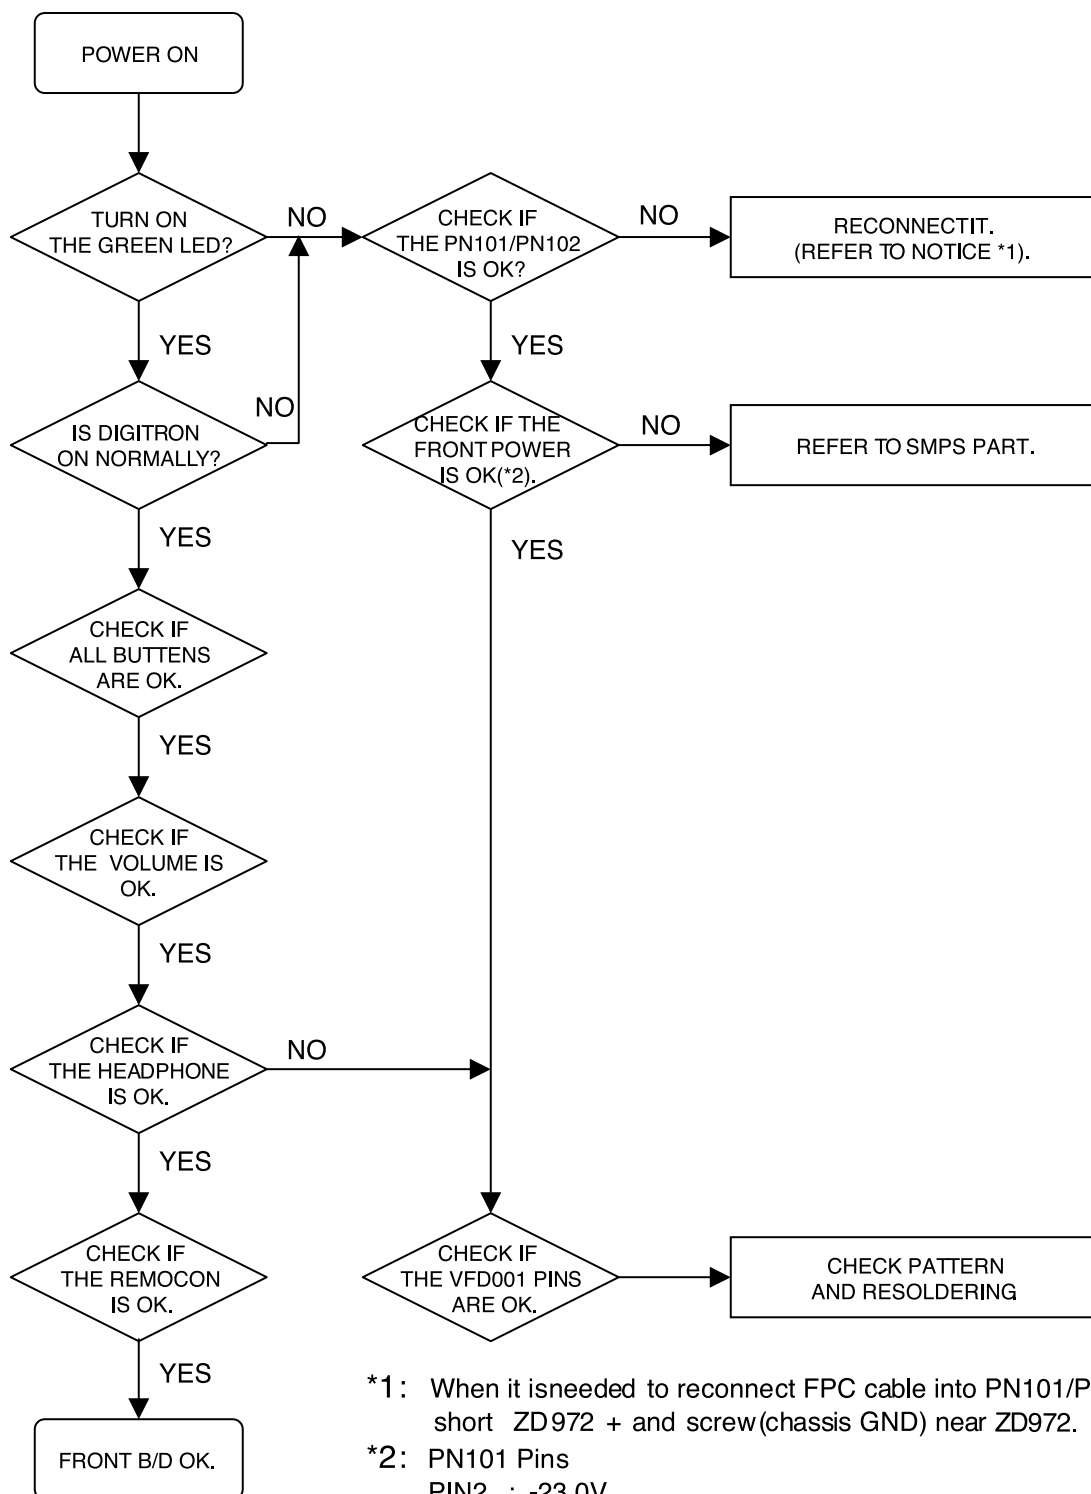 POWER ON
TURN ON
THE GREEN LED?
NO
CHECK IF
THE PN101/PN102
IS OK?
NO
RECONNECTIT.
(REFER TO NOTICE *1).
YES
YES
IS DIGITRON
ON NORMALLY?
NO
CHECK IF THE
FRONT POWER
IS OK(*2).
NO
REFER TO SMPS PART.
YES
YES
CHECK IF
ALL BUTTENS
ARE OK.
YES
CHECK IF
THE VOLUME IS
OK.
YES
CHECK IF
THE HEADPHONE
IS OK.
NO
YES
CHECK IF
THE REMOCON
IS OK.
CHECK IF
THE VFD001 PINS
ARE OK.
CHECK PATTERN
AND RESOLDERING
YES
FRONT B/D OK.
*1: When it isneeded to reconnect FPC cable into PN101/P
short ZD972 + and screw(chassis GND) near ZD972.
*2: PN101 Pins
PIN2 : -23.0V